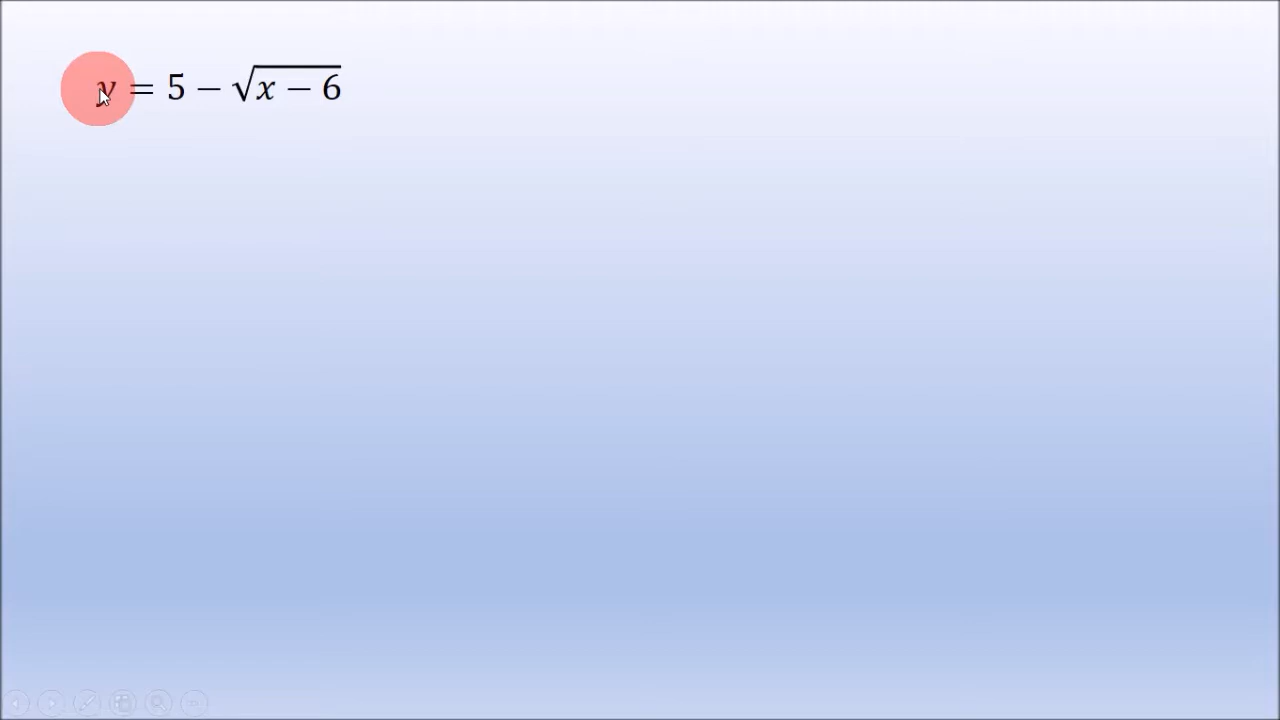 y = 5 − √(x − 6)